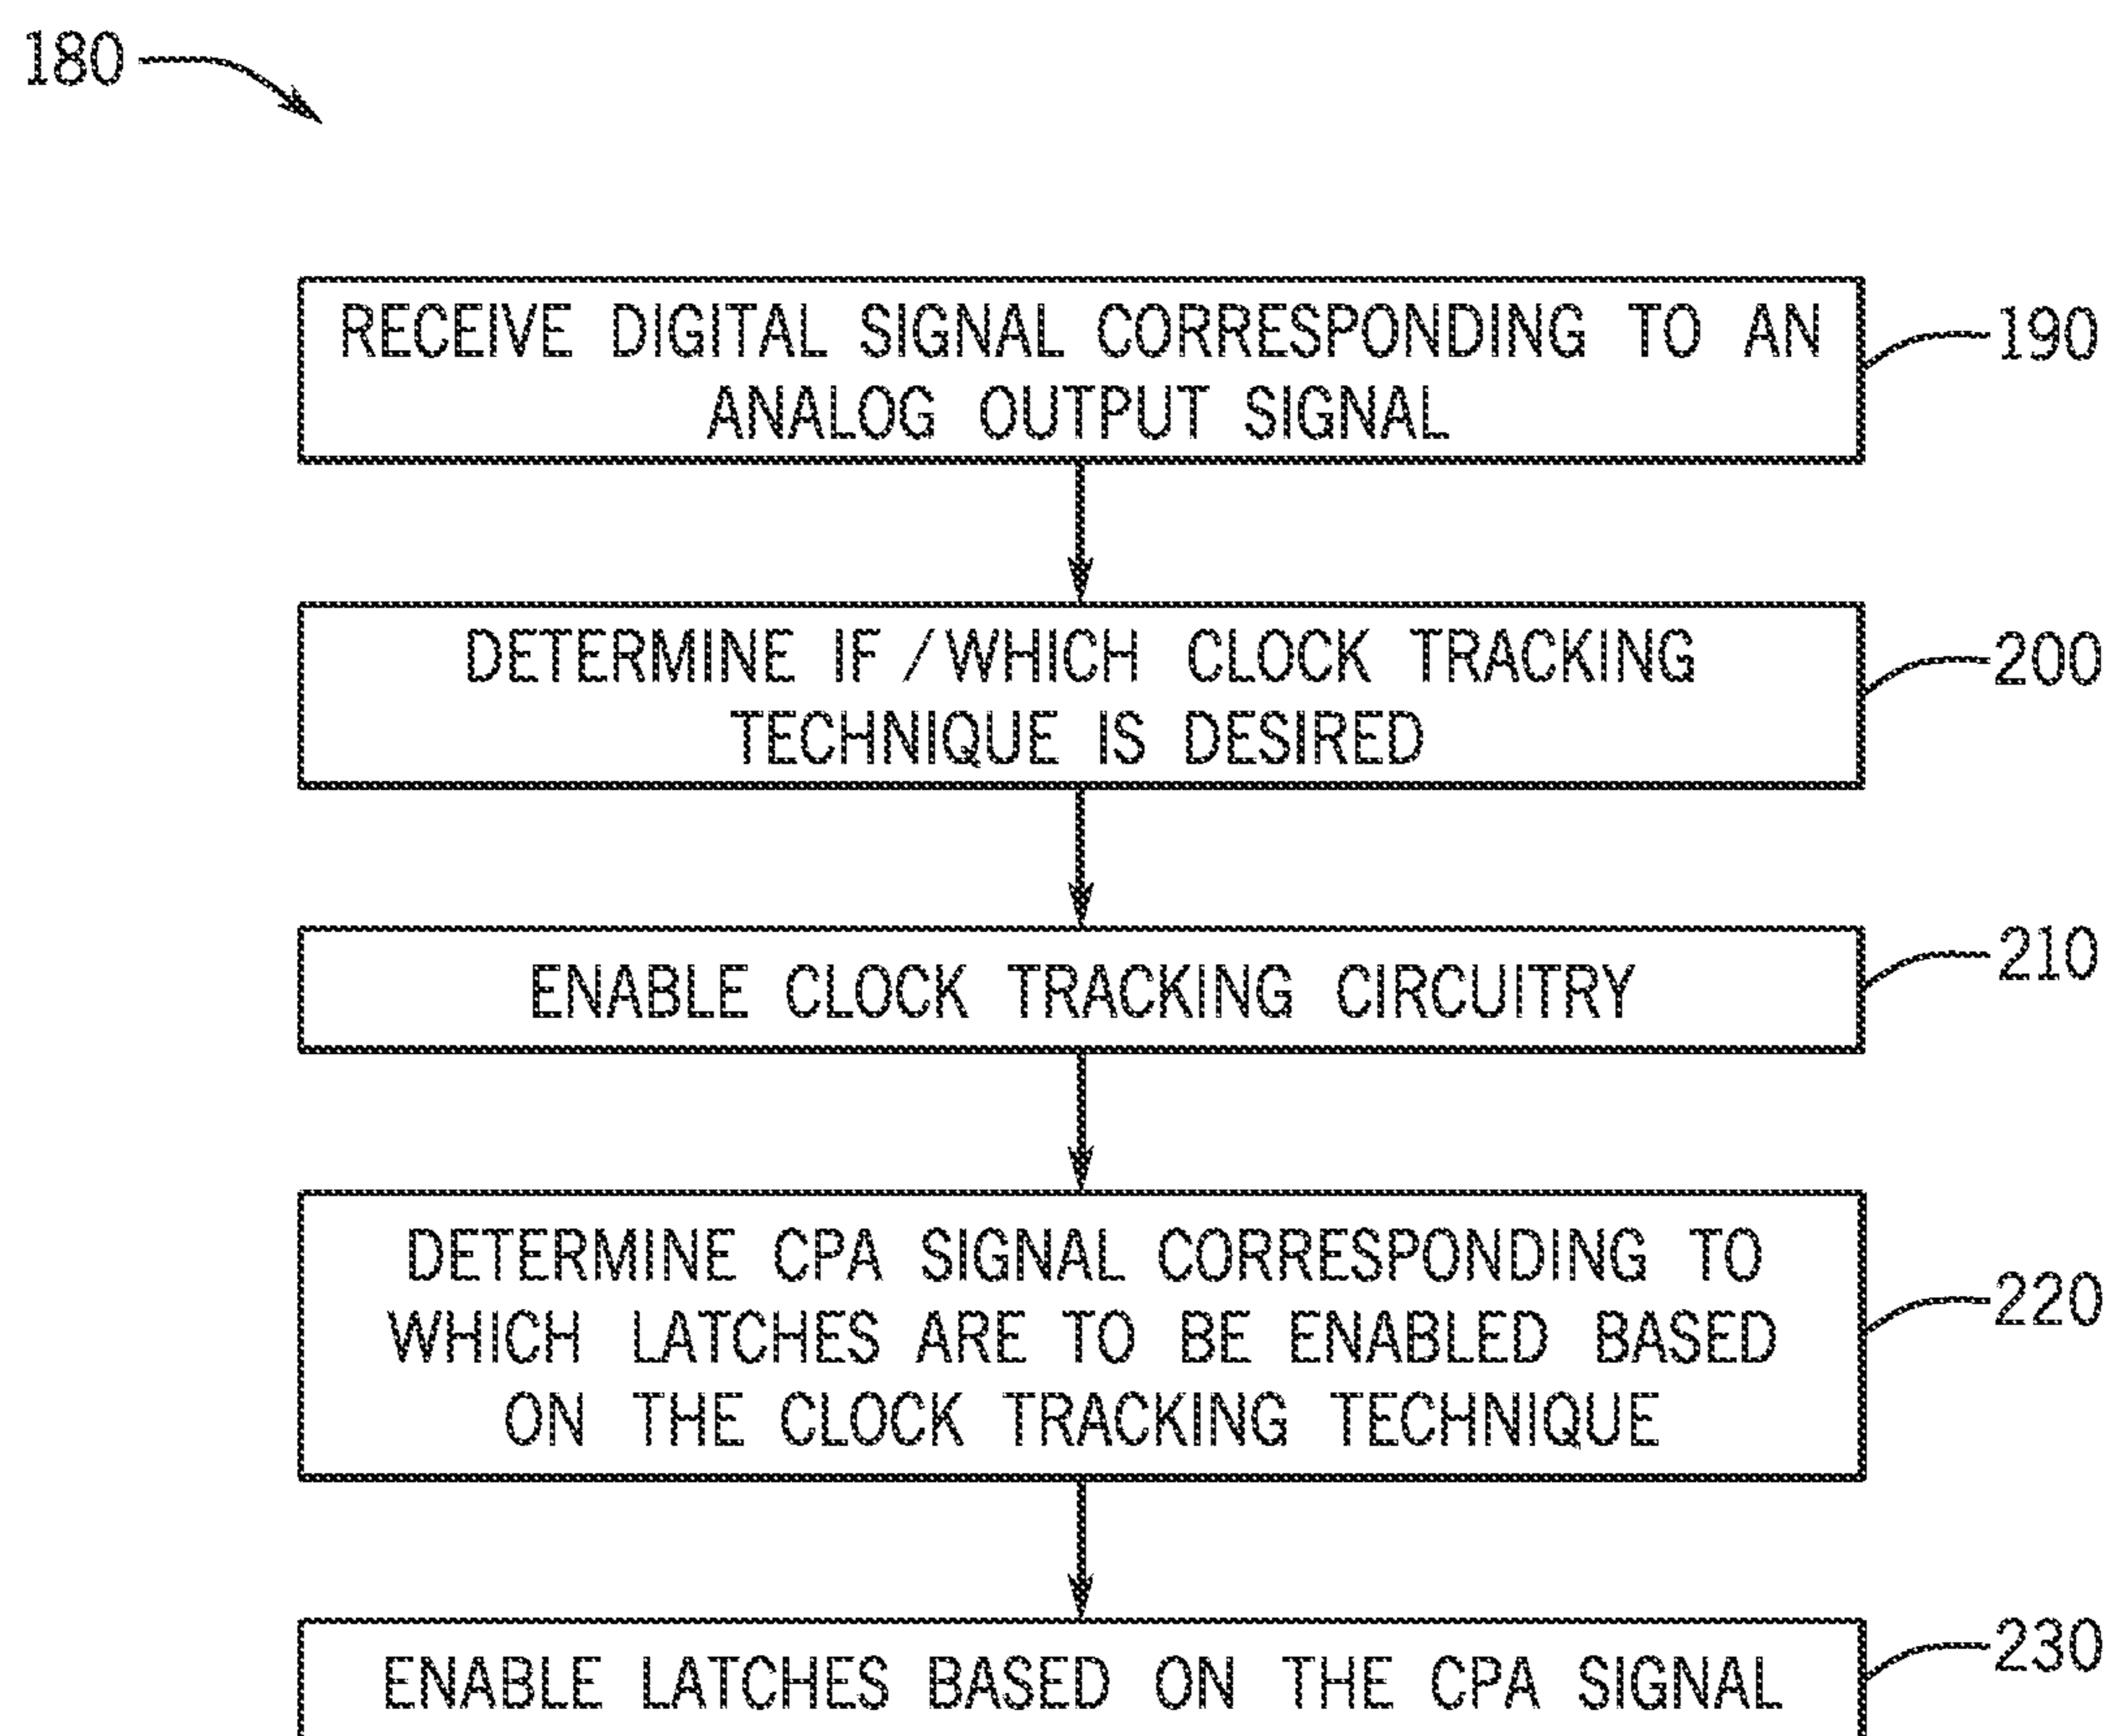 180
RECEIVE DIGITAL SIGNAL CORRESPONDING TO AN
ANALOG OUTPUT SIGNAL
190
DETERMINE IF/WHICH CLOCK TRACKING
TECHNIQUE IS DESIRED
200
ENABLE CLOCK TRACKING CIRCUITRY
210
DETERMINE CPA SIGNAL CORRESPONDING TO
WHICH LATCHES ARE TO BE ENABLED BASED
ON THE CLOCK TRACKING TECHNIQUE
220
ENABLE LATCHES BASED ON THE CPA SIGNAL
230